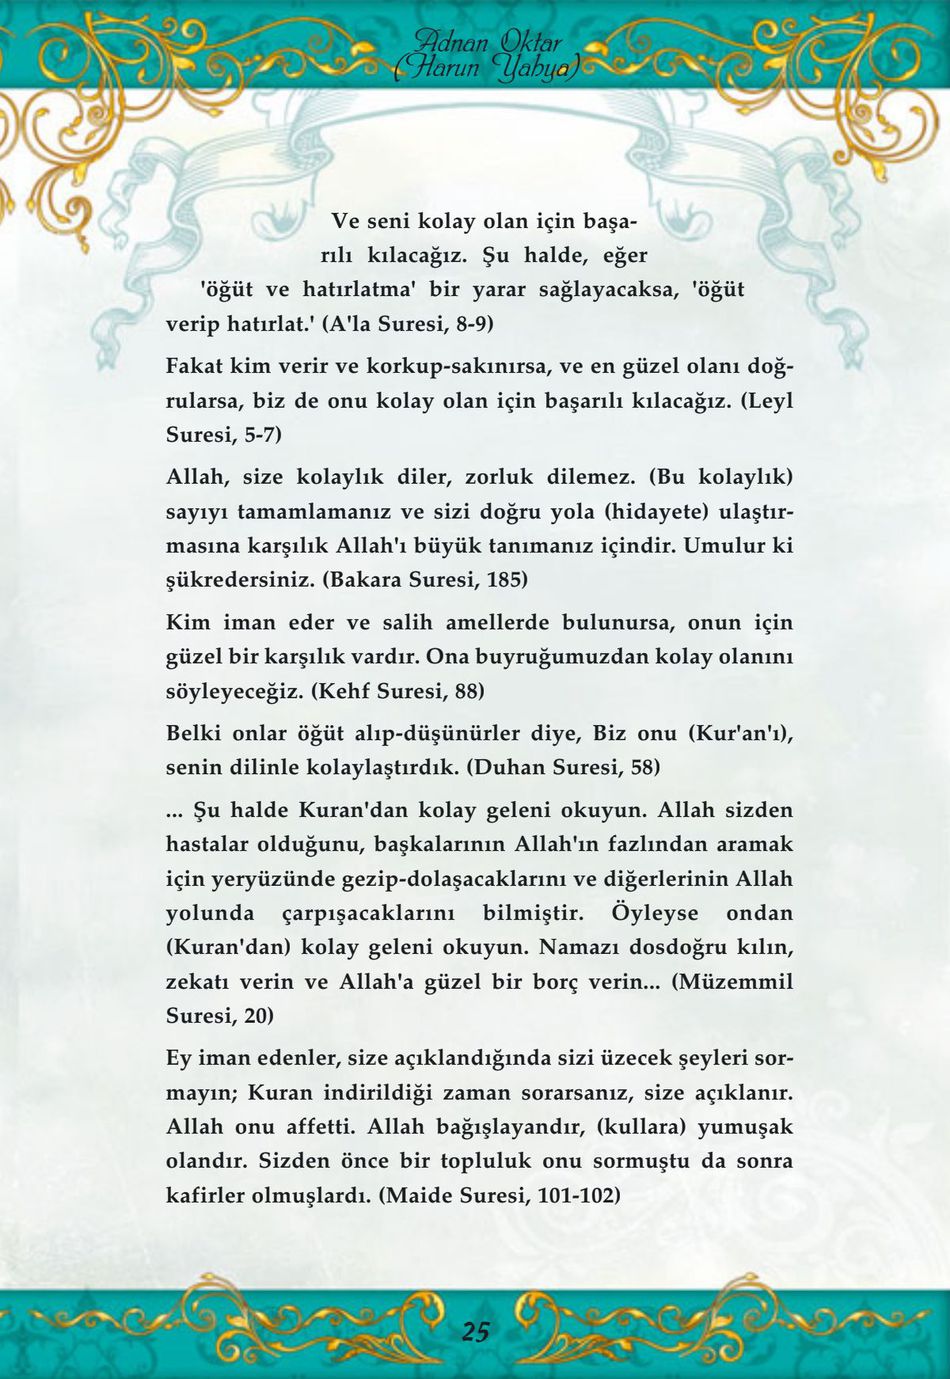 Adnan Oktar
(Harun Yahya)
Ve seni kolay olan için başa-
rılı kılacağız. Şu halde, eğer
'öğüt ve hatırlatma' bir yarar sağlayacaksa, 'öğüt
verip hatırlat.' (A'la Suresi, 8-9)
Fakat kim verir ve korkup-sakınırsa, ve en güzel olanı doğ-
rularsa, biz de onu kolay olan için başarılı kılacağız. (Leyl
Suresi, 5-7)
Allah, size kolaylık diler, zorluk dilemez. (Bu kolaylık)
sayıyı tamamlamanız ve sizi doğru yola (hidayete) ulaştır-
masına karşılık Allah'ı büyük tanımanız içindir. Umulur ki
şükredersiniz. (Bakara Suresi, 185)
Kim iman eder ve salih amellerde bulunursa, onun için
güzel bir karşılık vardır. Ona buyruğumuzdan kolay olanını
söyleyeceğiz. (Kehf Suresi, 88)
Belki onlar öğüt alıp-düşünürler diye, Biz onu (Kur'an'ı),
senin dilinle kolaylaştırdık. (Duhan Suresi, 58)
... Şu halde Kuran'dan kolay geleni okuyun. Allah sizden
hastalar olduğunu, başkalarının Allah'ın fazlından aramak
için yeryüzünde gezip-dolaşacaklarını ve diğerlerinin Allah
yolunda çarpışacaklarını bilmiştir. Öyleyse ondan
(Kuran'dan) kolay geleni okuyun. Namazı dosdoğru kılın,
zekatı verin ve Allah'a güzel bir borç verin... (Müzemmil
Suresi, 20)
Ey iman edenler, size açıklandığında sizi üzecek şeyleri sor-
mayın; Kuran indirildiği zaman sorarsanız, size açıklanır.
Allah onu affetti. Allah bağışlayandır, (kullara) yumuşak
olandır. Sizden önce bir topluluk onu sormuştu da sonra
kafirler olmuşlardı. (Maide Suresi, 101-102)
25